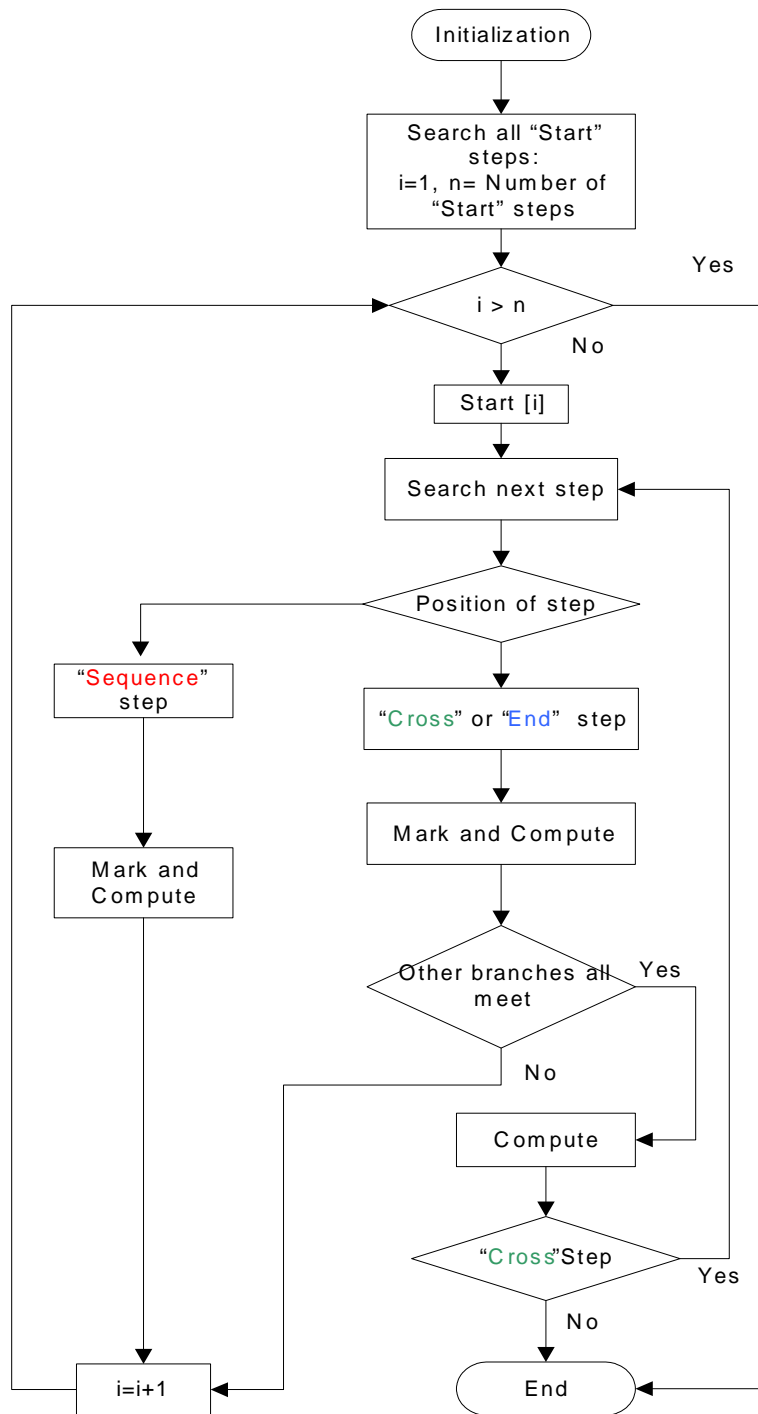 Initialization
Search all “Start”
steps:
i=1, n= Number of
“Start” steps
Yes
i > n
No
Start [i]
Search next step
Position of step
“Sequence”
step
“Cross” or “End” step
Mark and Compute
Mark and
Compute
Other branches all
meet
Yes
No
Compute
“Cross”Step
Yes
No
i=i+1
End